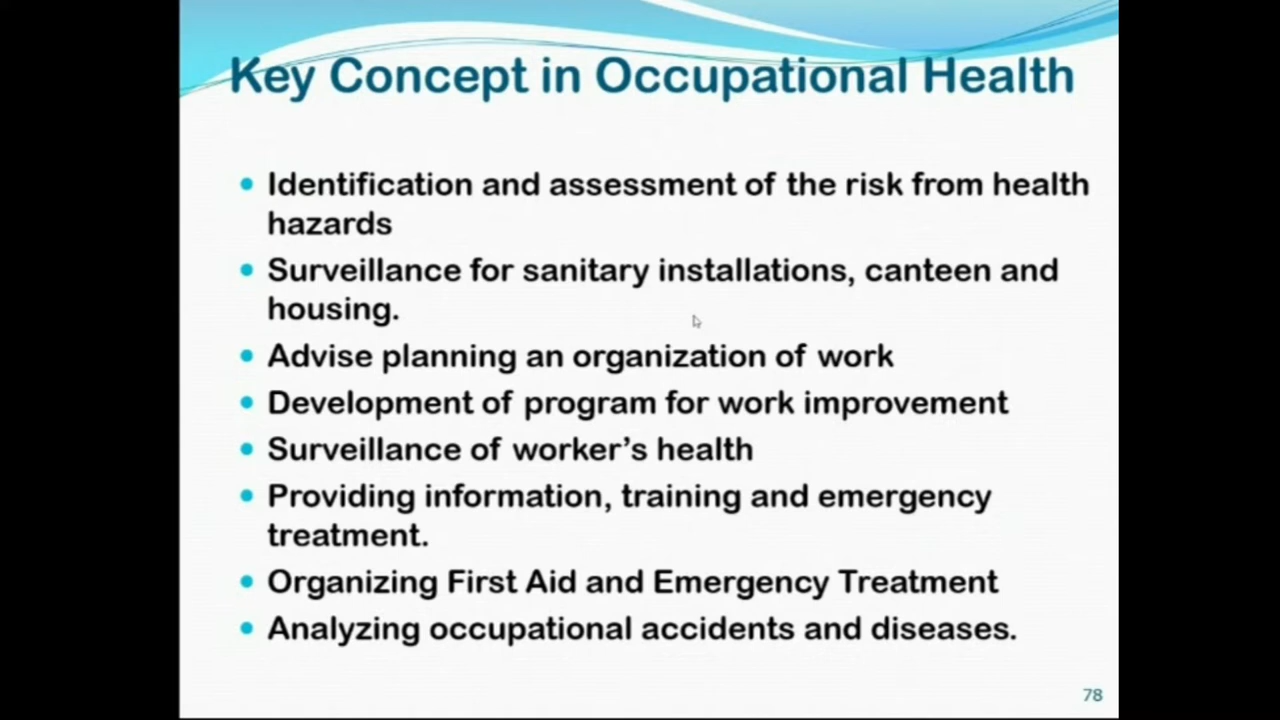 Key Concept in Occupational Health
• Identification and assessment of the risk from health
hazards
• Surveillance for sanitary installations, canteen and
housing.
• Advise planning an organization of work
• Development of program for work improvement
• Surveillance of worker's health
• Providing information, training and emergency
treatment.
• Organizing First Aid and Emergency Treatment
• Analyzing occupational accidents and diseases.
78